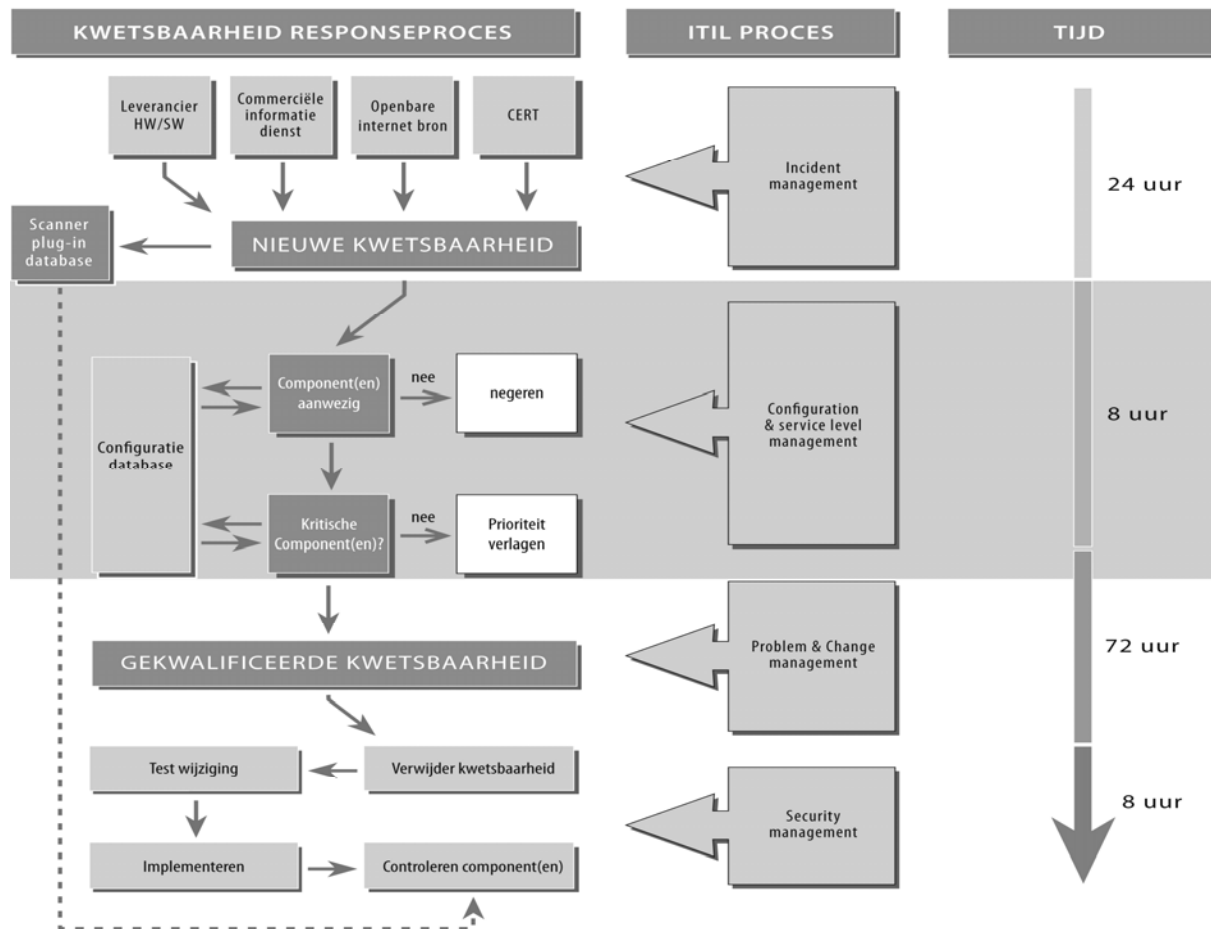 KWETSBAARHEID RESPONSEPROCES
ITIL PROCES
TIJD
Leverancier
HW/SW
Commerciële
informatie
dienst
Openbare
internet bron
CERT
Incident
management
24 uur
Scanner
plug-in
database
NIEUWE KWETSBAARHEID
Component(en)
aanwezig
nee
negeren
Configuratie
database
Configuration
& service level
management
8 uur
Kritische
Component(en)?
nee
Prioriteit
verlagen
GEKWALIFICEERDE KWETSBAARHEID
Problem & Change
management
72 uur
Test wijziging
Verwijder kwetsbaarheid
Security
management
8 uur
Implementeren
Controleren component(en)